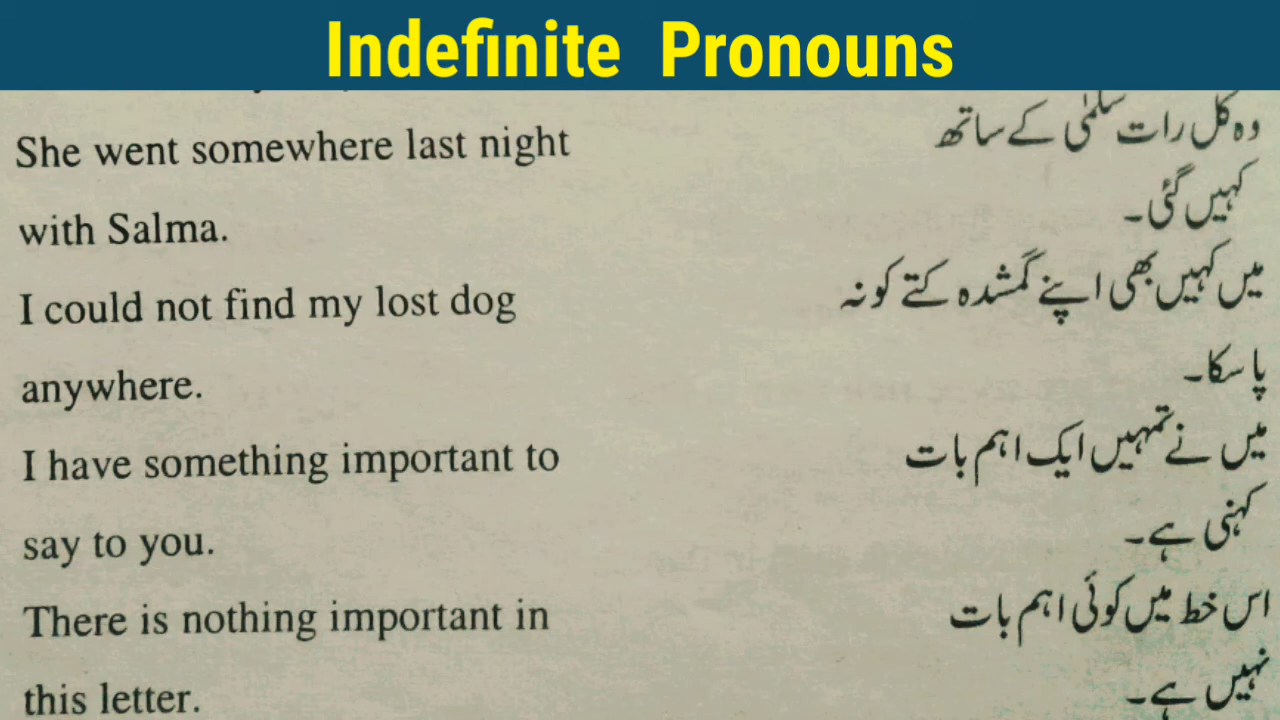 Indefinite Pronouns
She went somewhere last night
وہ کل رات سلمٰی کے ساتھ
with Salma.
کہیں گئی۔
I could not find my lost dog
میں کہیں بھی اپنے گمشدہ کتے کو نہ
anywhere.
پا سکا۔
I have something important to
میں نے تمہیں ایک اہم بات
say to you.
کہنی ہے۔
There is nothing important in
اس خط میں کوئی اہم بات
this letter.
نہیں ہے۔